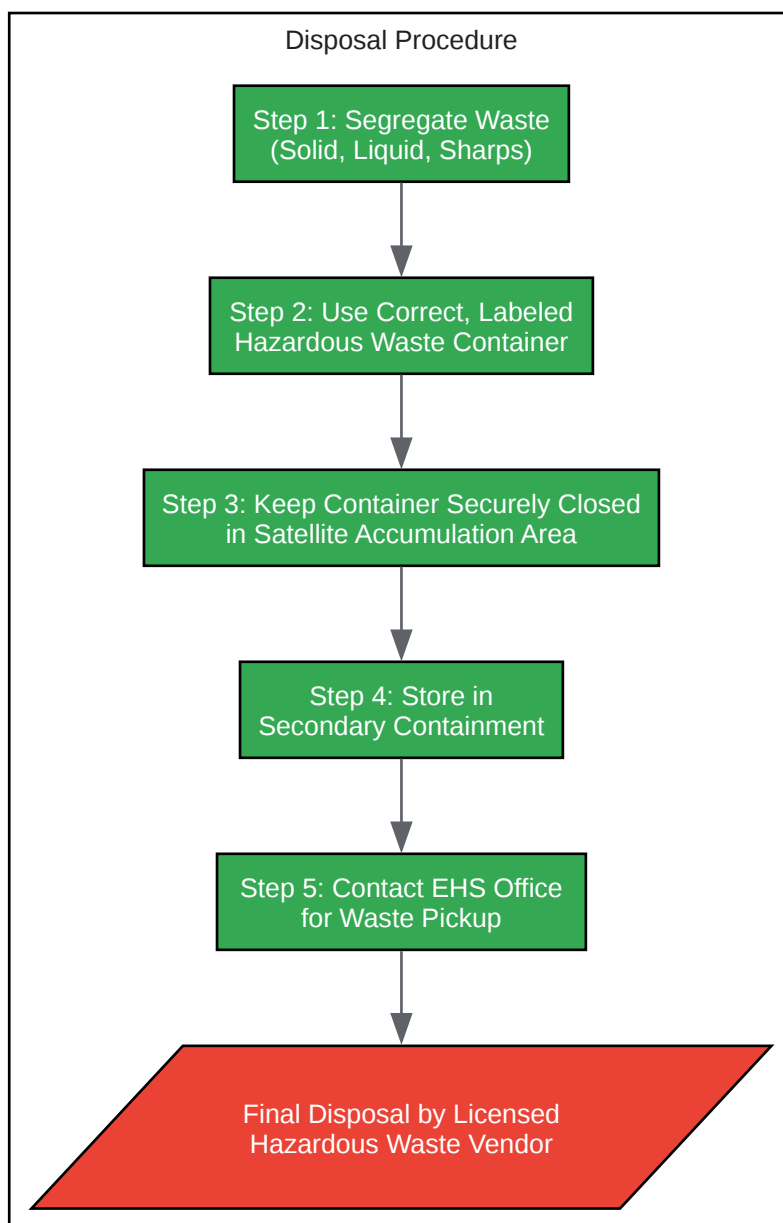 Disposal Procedure
Step 1: Segregate Waste
(Solid, Liquid, Sharps)
Step 2: Use Correct, Labeled
Hazardous Waste Container
Step 3: Keep Container Securely Closed
in Satellite Accumulation Area
Step 4: Store in
Secondary Containment
Step 5: Contact EHS Office
for Waste Pickup
Final Disposal by Licensed
Hazardous Waste Vendor